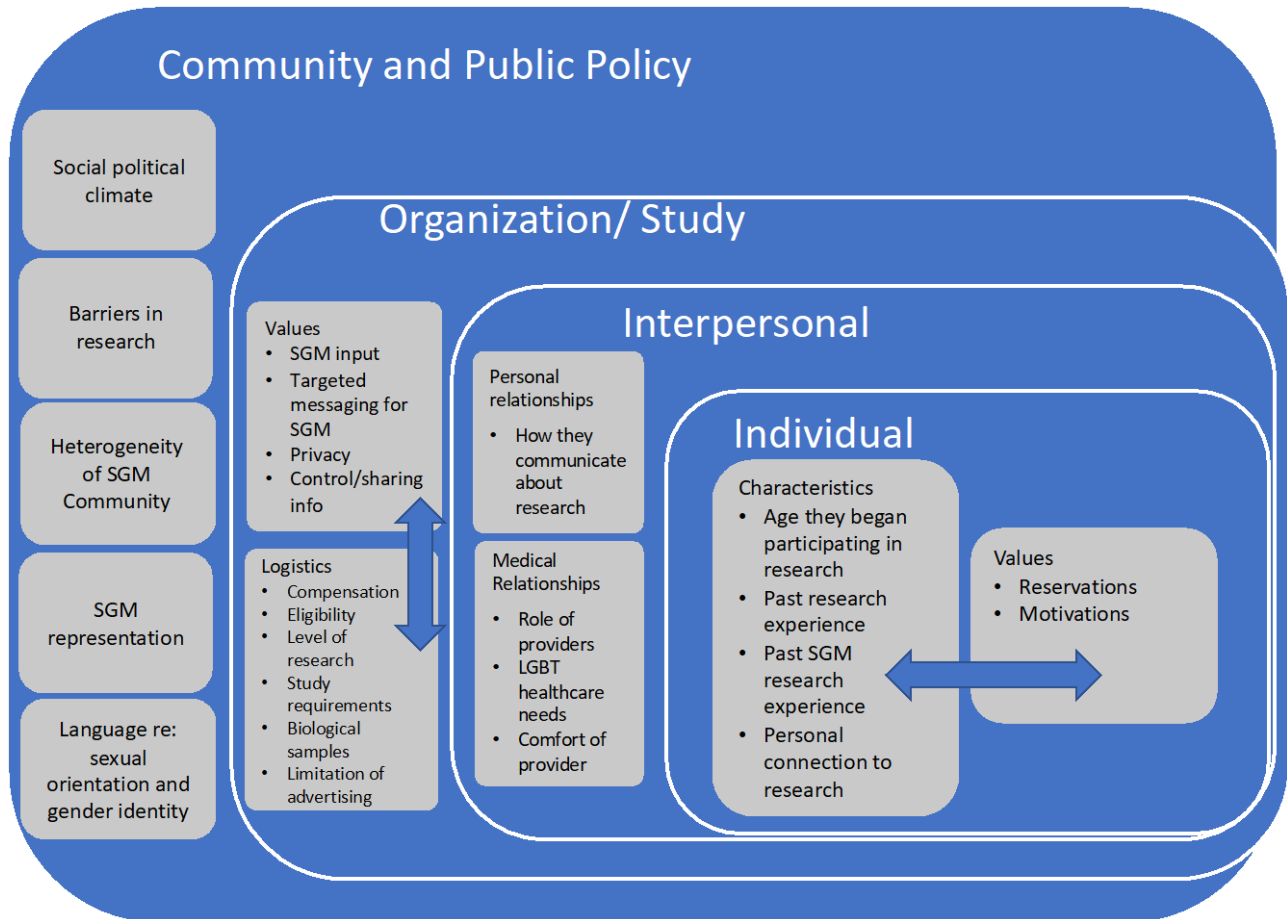 Community and Public Policy
Social political
climate
Barriers in
research
Heterogeneity
of SGM
Community
SGM
representation
Language re:
sexual
orientation and
gender identity
Organization/ Study
Values
• SGM input
• Targeted
messaging for
SGM
• Privacy
• Control/sharing
info
Logistics
• Compensation
• Eligibility
• Level of
research
• Study
requirements
• Biological
samples
• Limitation of
advertising
Interpersonal
Personal
relationships
• How they
communicate
about
research
Medical
Relationships
• Role of
providers
• LGBT
healthcare
needs
• Comfort of
provider
Individual
Characteristics
• Age they began
participating in
research
• Past research
experience
• Past SGM
research
experience
• Personal
connection to
research
Values
• Reservations
• Motivations